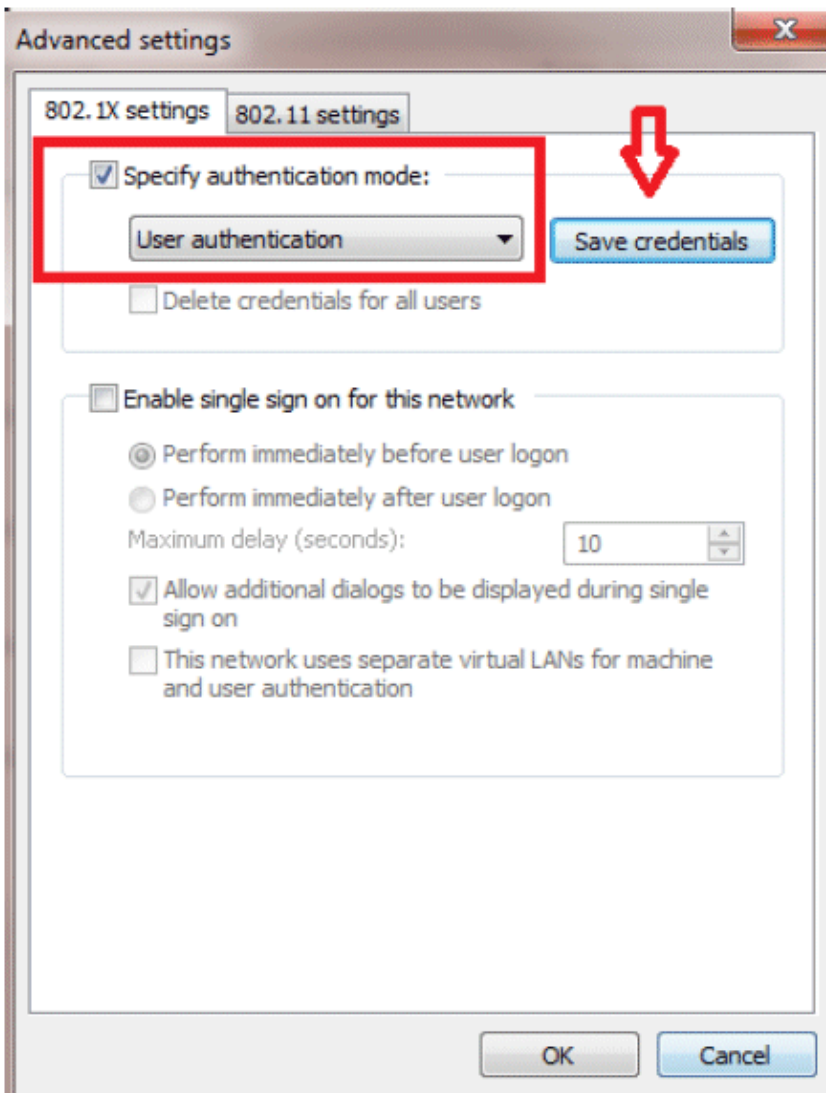 Advanced settings
802.1X settings
802.11 settings
Specify authentication mode:
User authentication
Save credentials
Delete credentials for all users
Enable single sign on for this network
Perform immediately before user logon
Perform immediately after user logon
Maximum delay (seconds):
10
Allow additional dialogs to be displayed during single
sign on
This network uses separate virtual LANs for machine
and user authentication
OK
Cancel